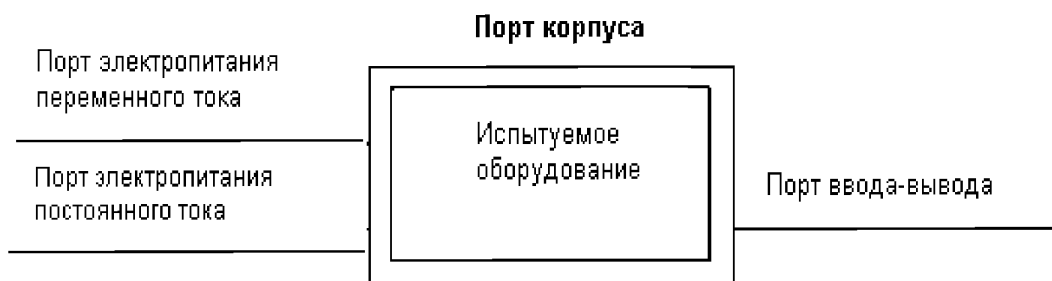 Порт корпуса
Порт электропитания
переменного тока
Испытуемое
оборудование
Порт электропитания
постоянного тока
Порт ввода-вывода